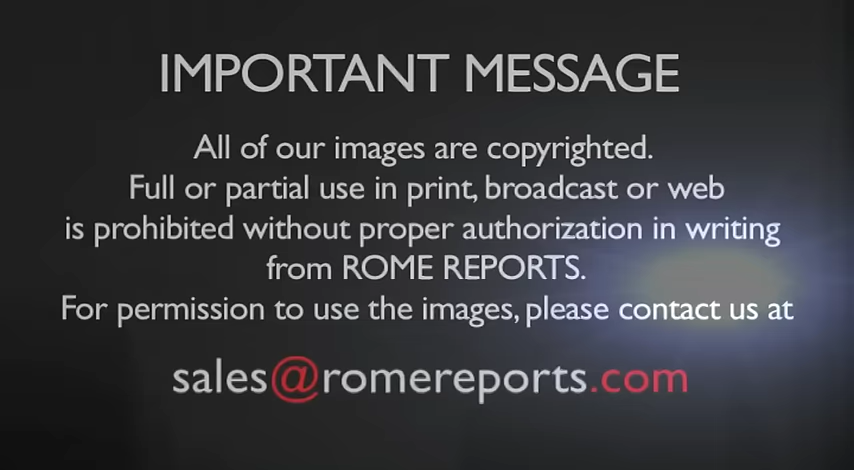 IMPORTANT MESSAGE
All of our images are copyrighted.
Full or partial use in print, broadcast or web
is prohibited without proper authorization in writing
from ROME REPORTS.
For permission to use the images, please contact us at
sales@romereports.com